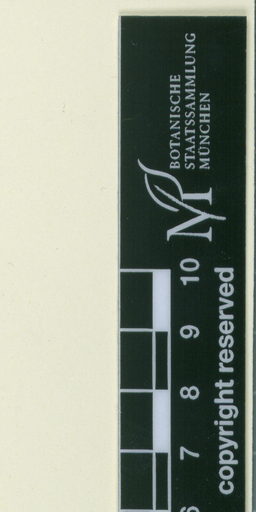 BOTANISCHE
STAATSSAMMLUNG
MÜNCHEN
M
10
9
8
7
6
copyright reserved